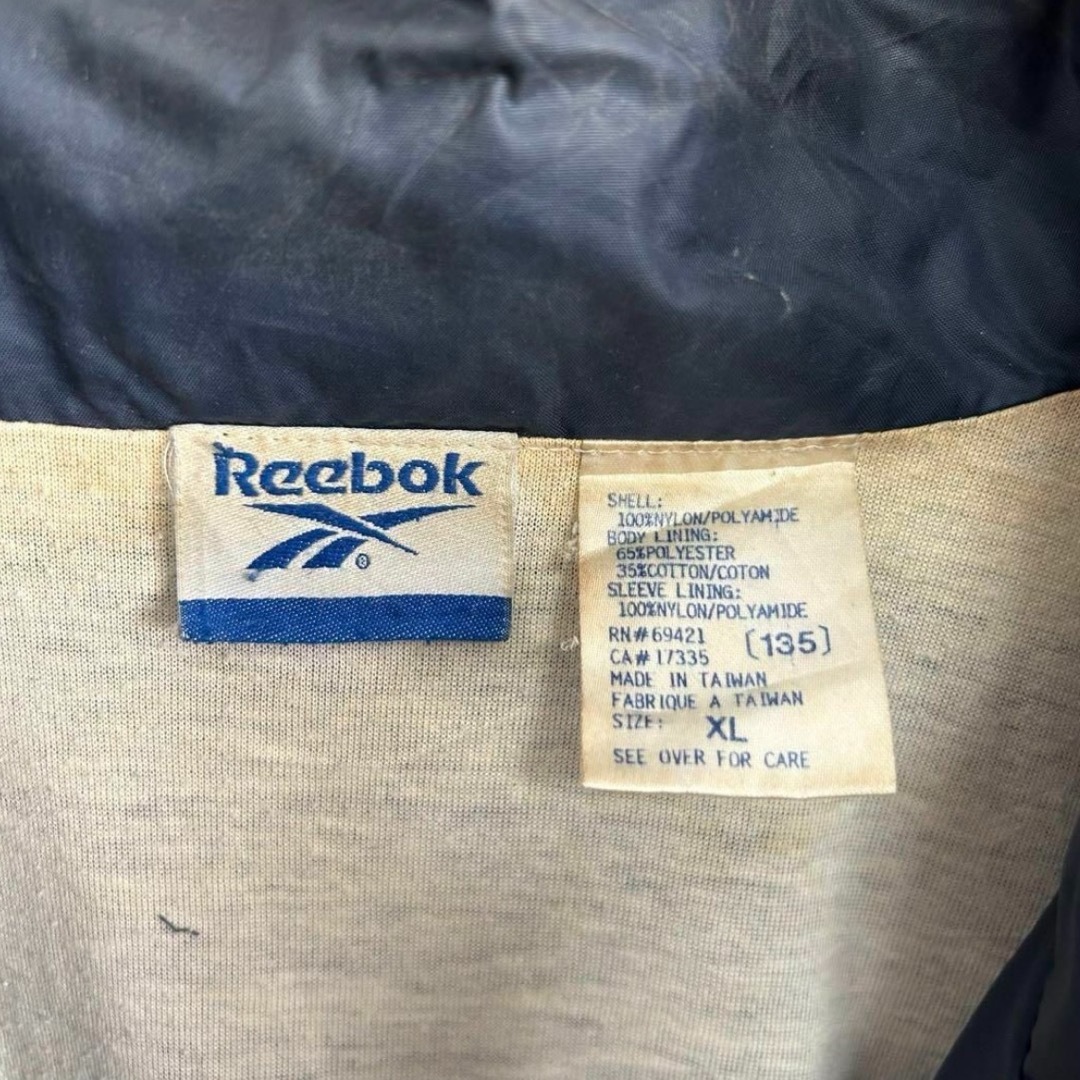 Reebok
®
SHELL:
100%NYLON/POLYAMIDE
BODY LINING:
65%POLYESTER
35%COTTON/COTON
SLEEVE LINING:
100%NYLON/POLYAMIDE
RN#69421 [135]
CA#17335
MADE IN TAIWAN
FABRIQUE A TAIWAN
SIZE: XL
SEE OVER FOR CARE